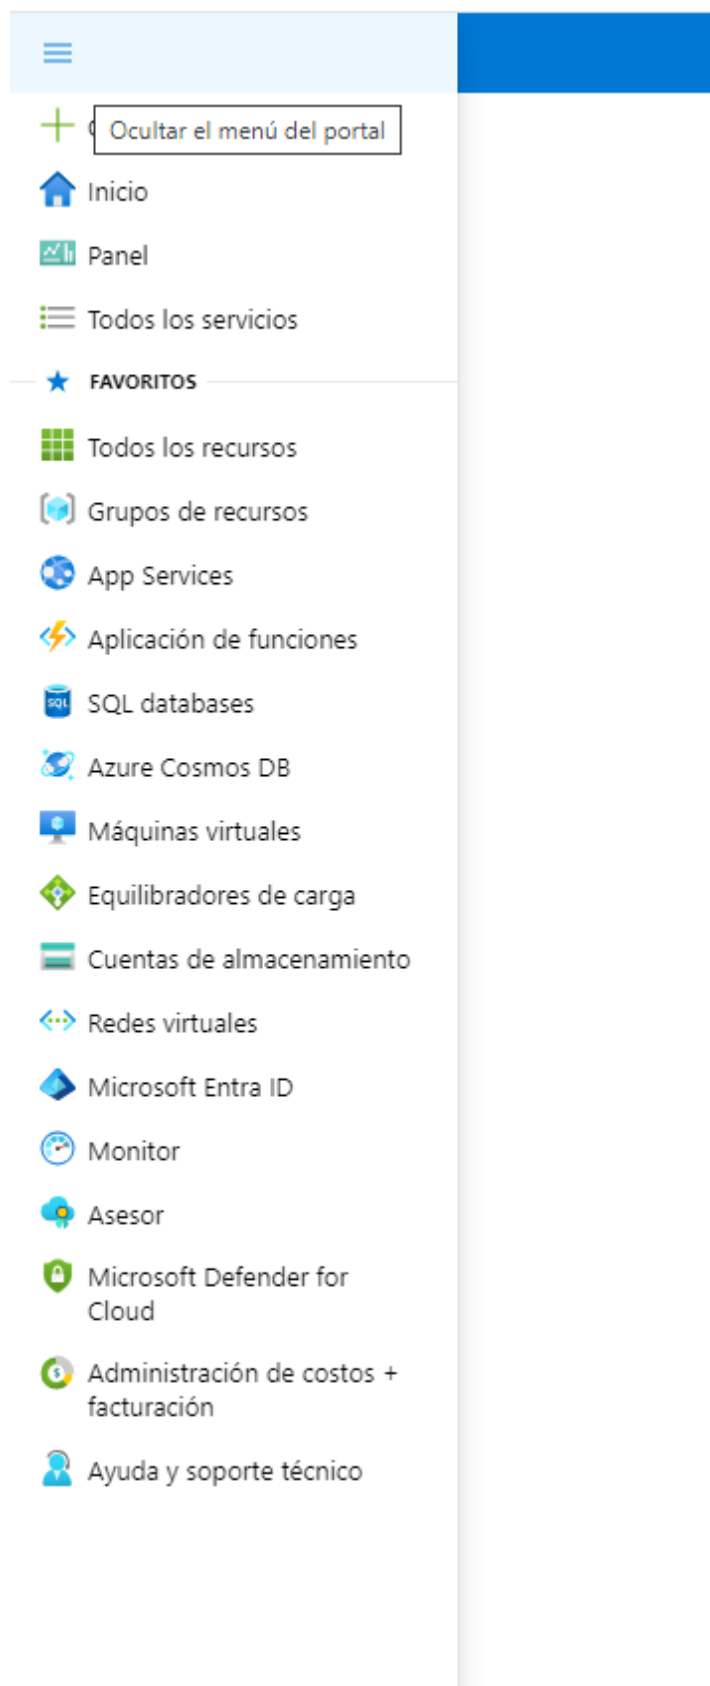 Ocultar el menú del portal
Inicio
Panel
Todos los servicios
FAVORITOS
Todos los recursos
Grupos de recursos
App Services
Aplicación de funciones
SQL
SQL databases
Azure Cosmos DB
Máquinas virtuales
Equilibradores de carga
Cuentas de almacenamiento
Redes virtuales
Microsoft Entra ID
Monitor
Asesor
Microsoft Defender for
Cloud
Administración de costos +
facturación
Ayuda y soporte técnico